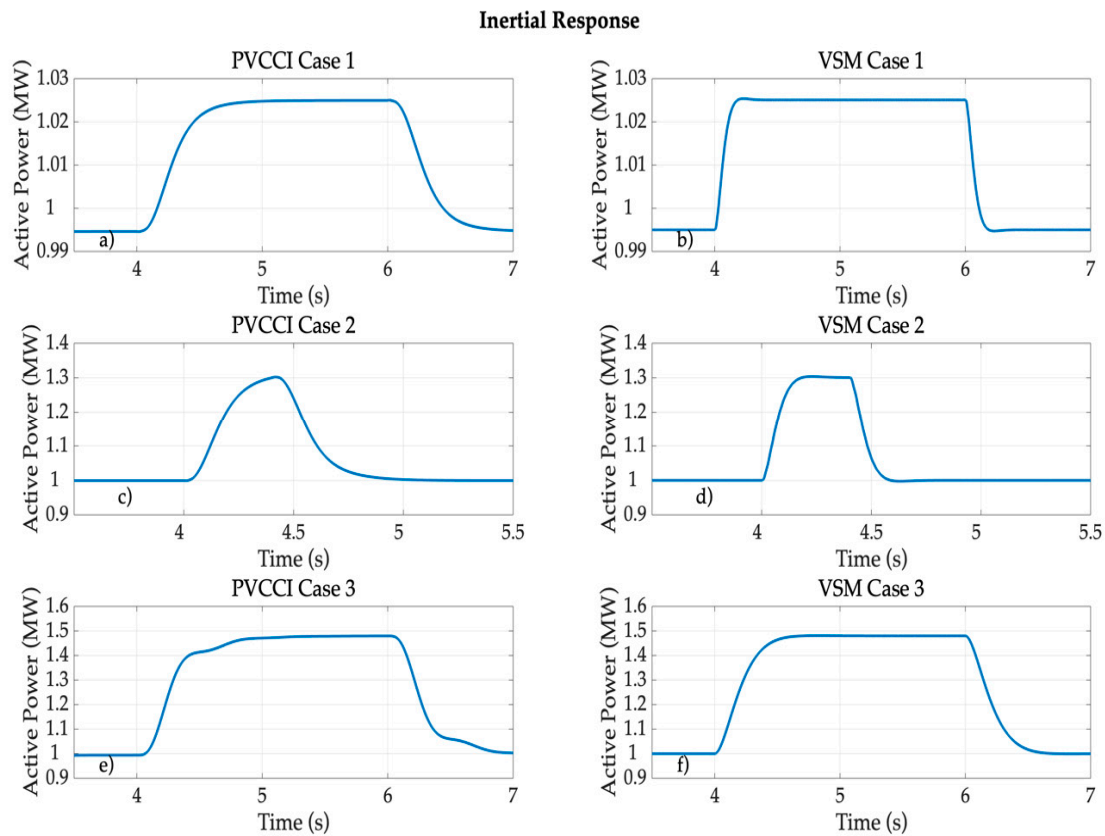 Inertial Response
PVCCI Case 1
Active Power (MW)
1.03
1.02
1.01
1
0.99
a)
4
5
6
7
Time (s)
VSM Case 1
Active Power (MW)
1.03
1.02
1.01
1
0.99
b)
4
5
6
7
Time (s)
PVCCI Case 2
Active Power (MW)
1.4
1.3
1.2
1.1
1
0.9
c)
4
4.5
5
5.5
Time (s)
VSM Case 2
Active Power (MW)
1.4
1.3
1.2
1.1
1
0.9
d)
4
4.5
5
5.5
Time (s)
PVCCI Case 3
Active Power (MW)
1.6
1.5
1.4
1.3
1.2
1.1
1
0.9
e)
4
5
6
7
Time (s)
VSM Case 3
Active Power (MW)
1.6
1.5
1.4
1.3
1.2
1.1
1
0.9
f)
4
5
6
7
Time (s)